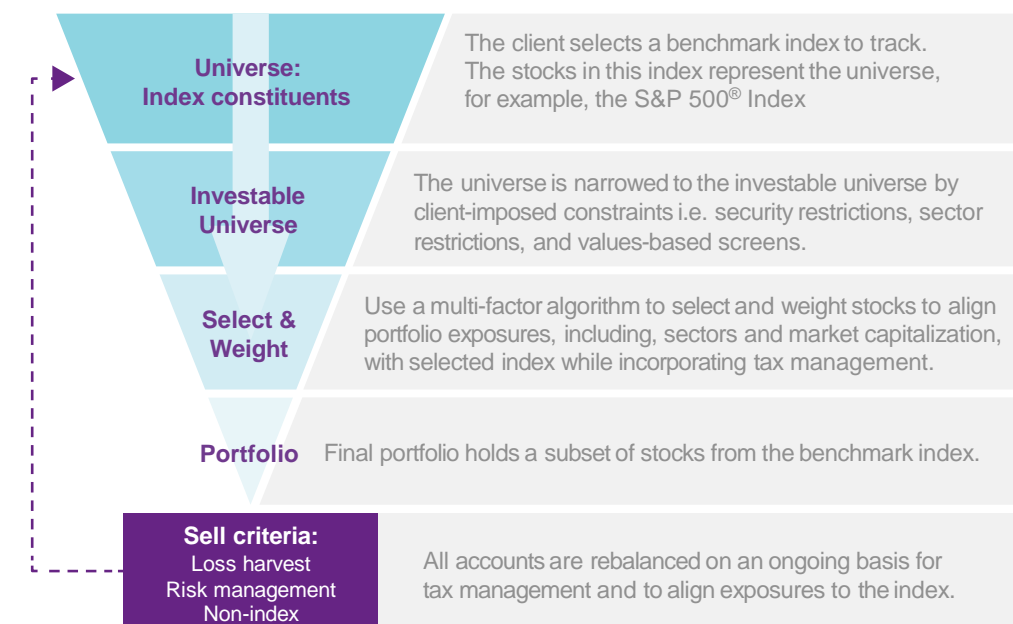 Universe:
Index constituents
The client selects a benchmark index to track.
The stocks in this index represent the universe,
for example, the S&P 500® Index
Investable
Universe
The universe is narrowed to the investable universe by
client-imposed constraints i.e. security restrictions, sector
restrictions, and values-based screens.
Select &
Weight
Use a multi-factor algorithm to select and weight stocks to align
portfolio exposures, including, sectors and market capitalization,
with selected index while incorporating tax management.
Portfolio
Final portfolio holds a subset of stocks from the benchmark index.
Sell criteria:
Loss harvest
Risk management
Non-index
All accounts are rebalanced on an ongoing basis for
tax management and to align exposures to the index.